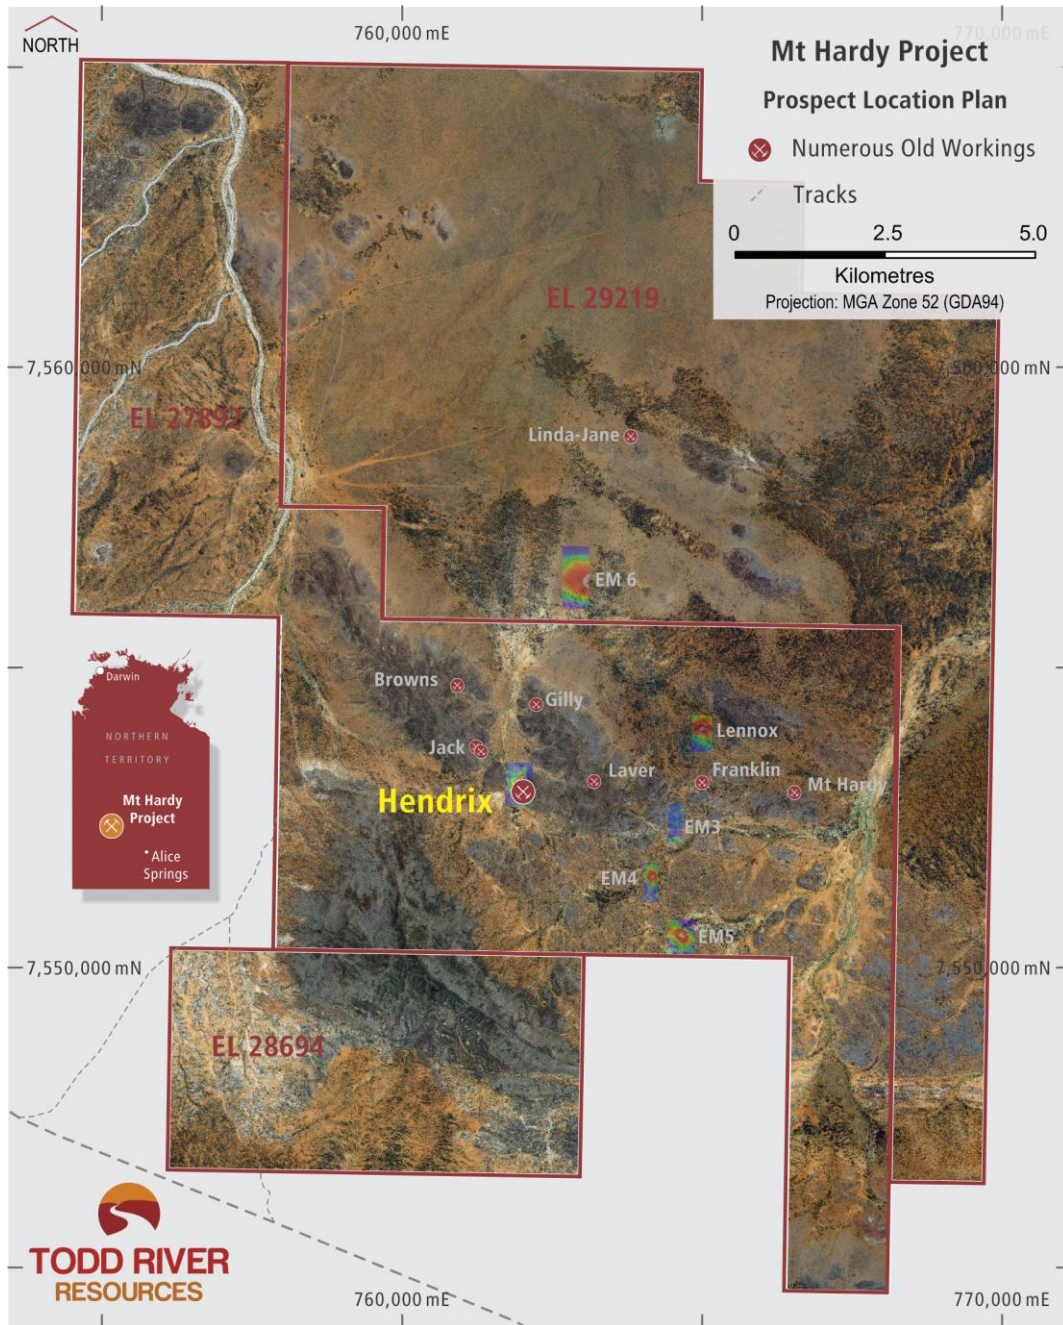 NORTH
760,000 mE
770,000 mE
Mt Hardy Project
Prospect Location Plan
Numerous Old Workings
Tracks
0 2.5 5.0
Kilometres
Projection: MGA Zone 52 (GDA94)
EL 29219
7,560,000 mN
7,560,000 mN
EL 27892
Linda-Jane
EM 6
Darwin
NORTHERN
TERRITORY
Mt Hardy
Project
Alice
Springs
Browns
Gilly
Jack
Lennox
Laver
Franklin
Mt Hardy
Hendrix
EM3
EM4
EM5
7,550,000 mN
7,550,000 mN
EL 28694
TODD RIVER
RESOURCES
760,000 mE
770,000 mE